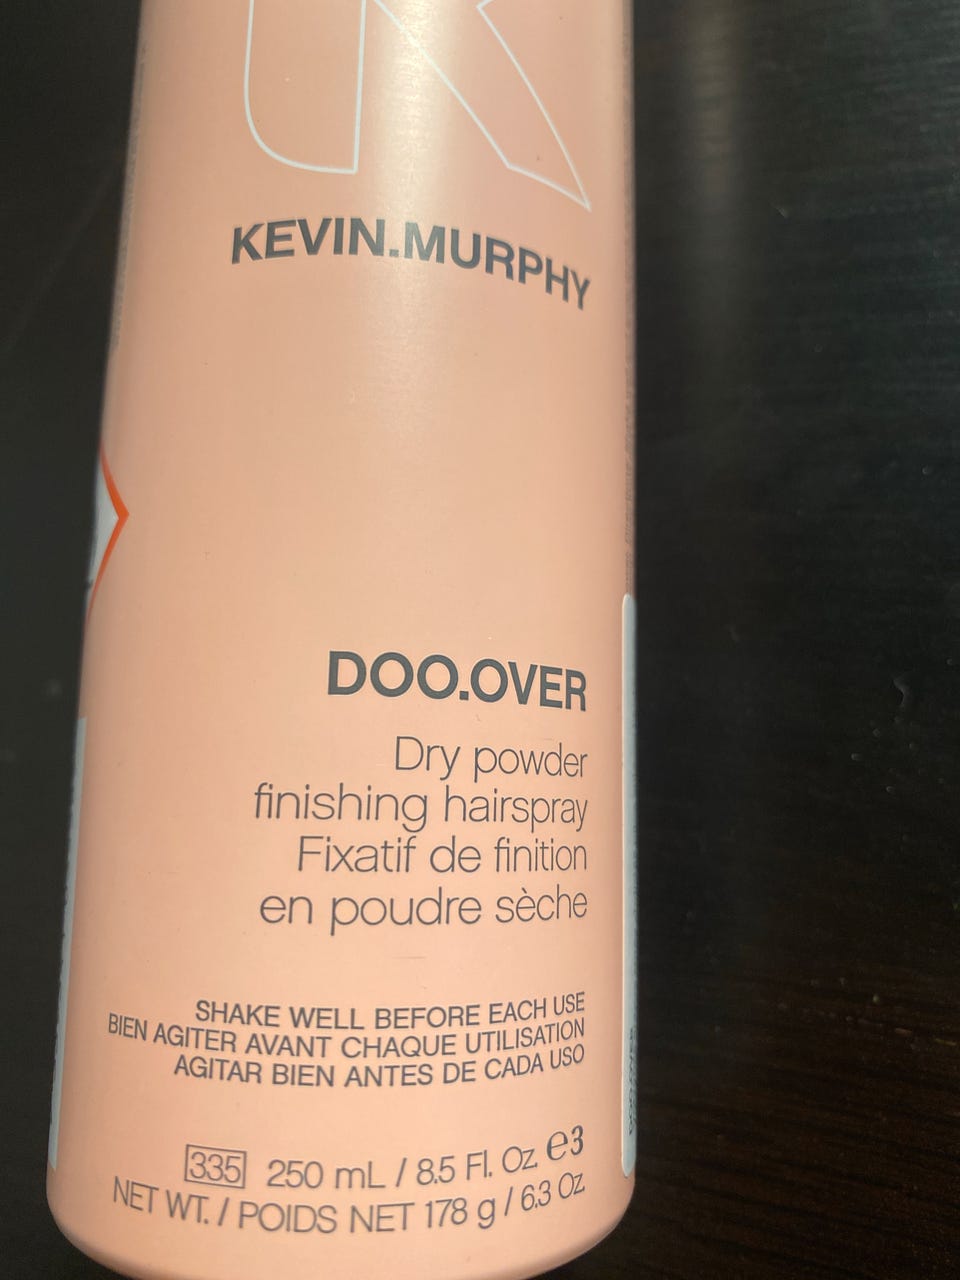 KEVIN.MURPHY
DOO.OVER
Dry powder
finishing hairspray
Fixatif de finition
en poudre sèche
SHAKE WELL BEFORE EACH USE
BIEN AGITER AVANT CHAQUE UTILISATION
AGITAR BIEN ANTES DE CADA USO
335 250 mL / 8.5 Fl. Oz e3
NET WT. / POIDS NET 178 g / 6.3 Oz